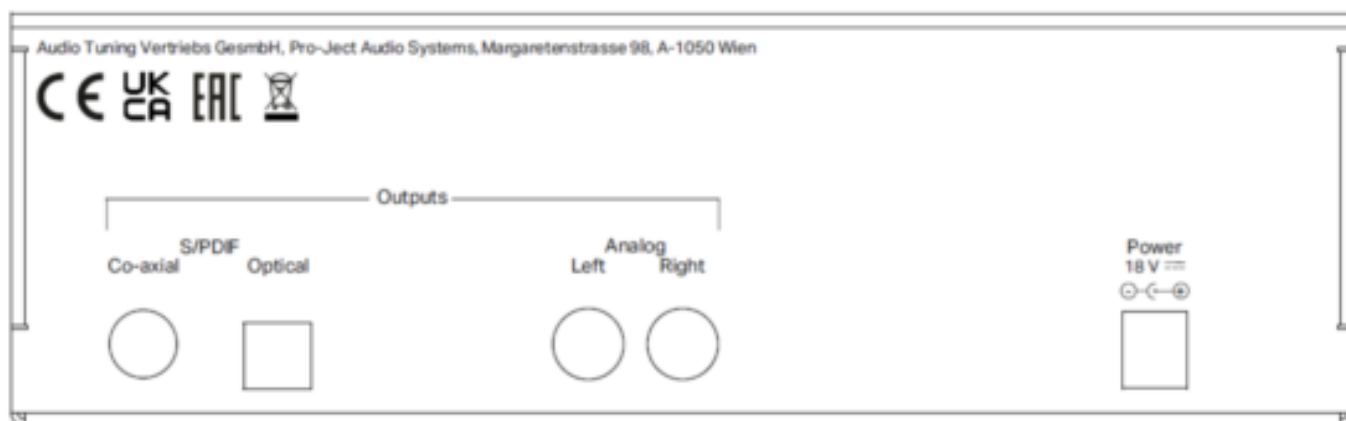 Audio Tuning Vertriebs GesmbH, Pro-Ject Audio Systems, Margaretenstrasse 98, A-1050 Wien
CE UK CA EAC
Outputs
S/PDIF Analog Power
Co-axial Optical Left Right 18 V ⎓